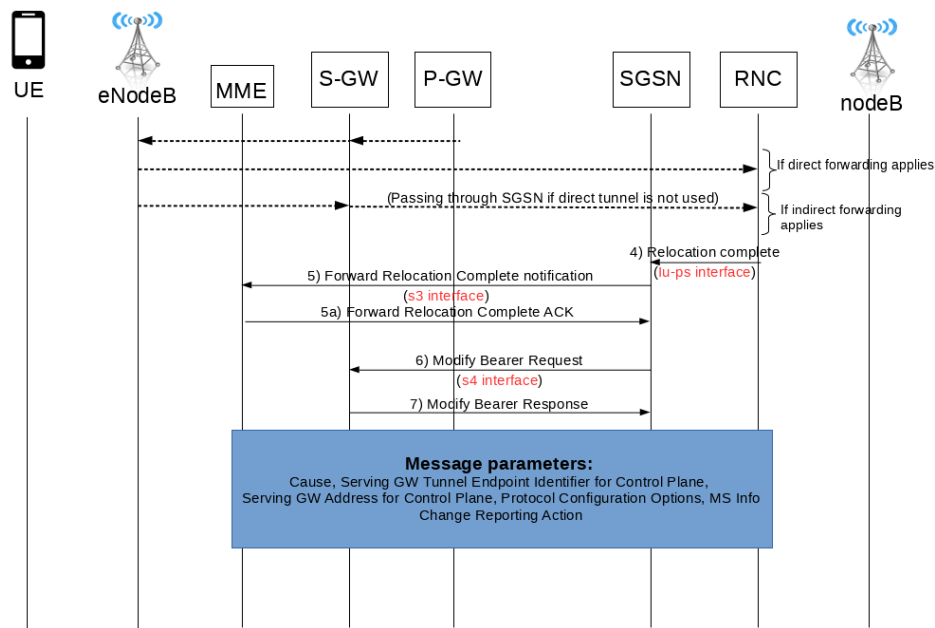 UE
eNodeB
MME
S-GW
P-GW
SGSN
RNC
nodeB
If direct forwarding applies
(Passing through SGSN if direct tunnel is not used)
If indirect forwarding
applies
4) Relocation complete
(Iu-ps interface)
5) Forward Relocation Complete notification
(s3 interface)
5a) Forward Relocation Complete ACK
6) Modify Bearer Request
(s4 interface)
7) Modify Bearer Response
Message parameters:
Cause, Serving GW Tunnel Endpoint Identifier for Control Plane,
Serving GW Address for Control Plane, Protocol Configuration Options, MS Info
Change Reporting Action